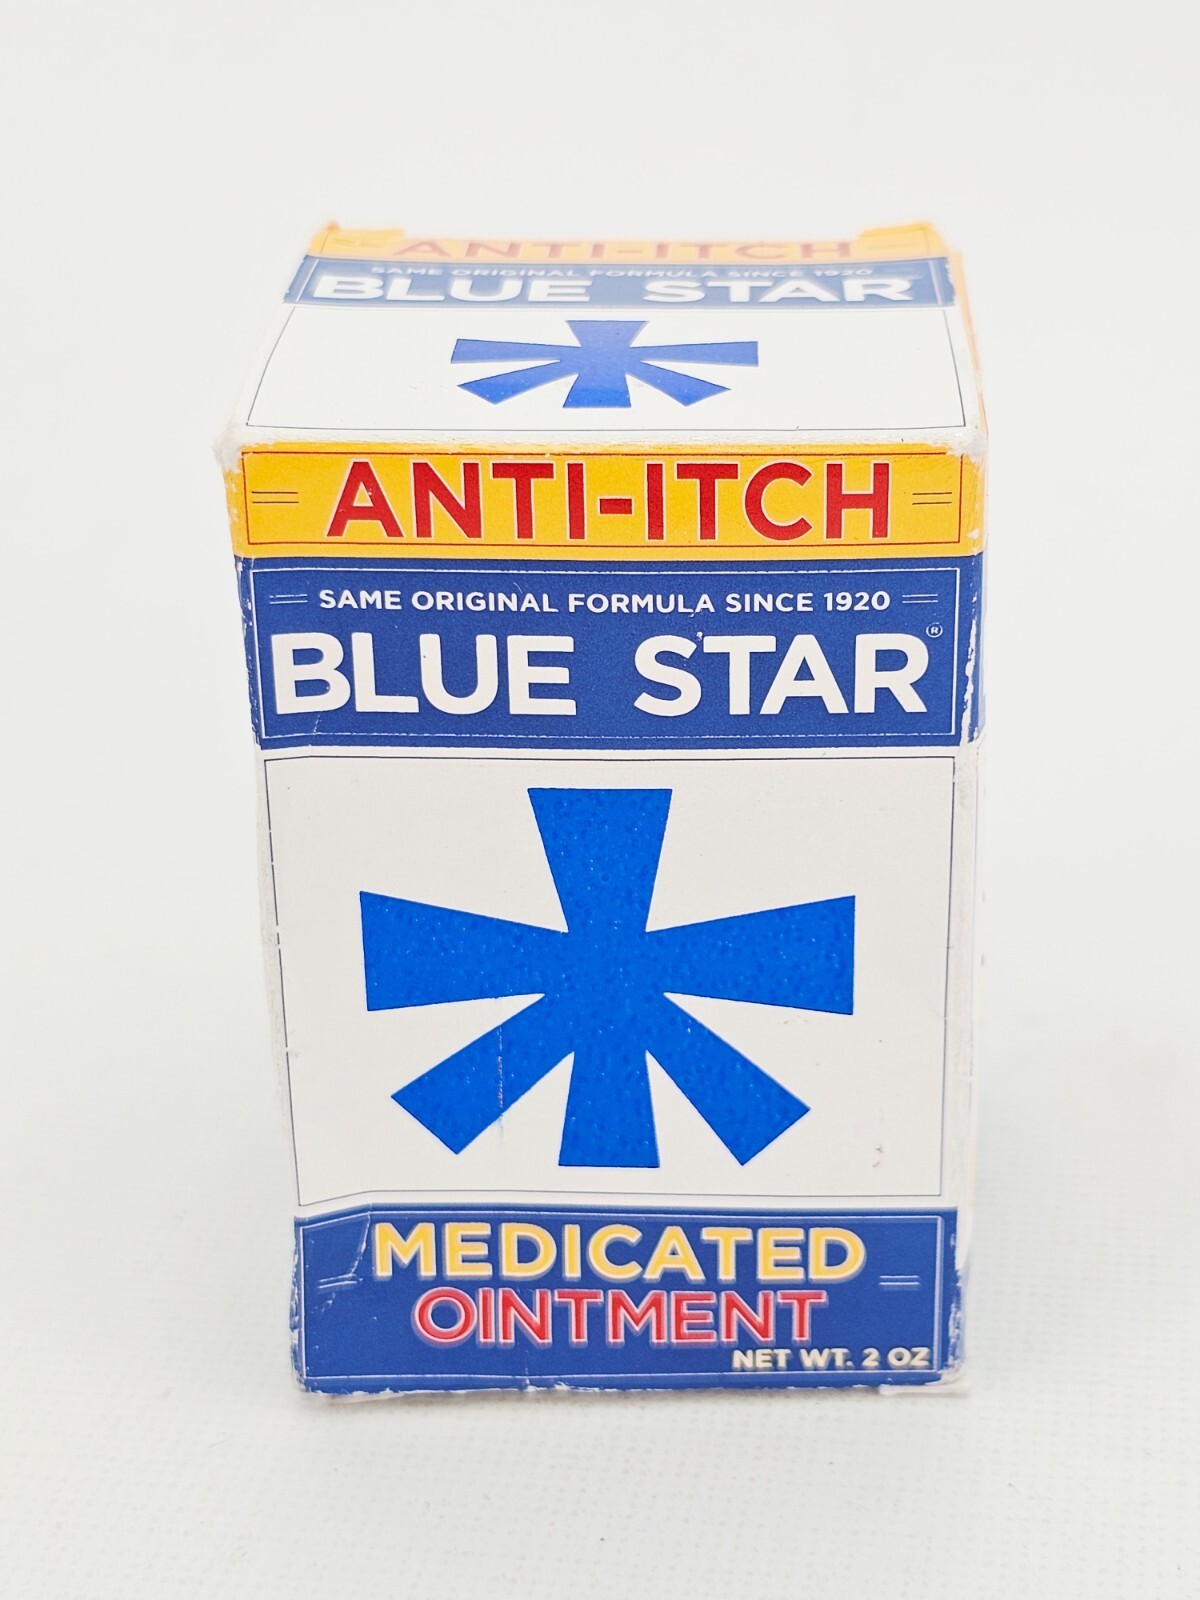 ANTI-ITCH
SAME ORIGINAL FORMULA SINCE 1920
BLUE STAR
ANTI-ITCH
SAME ORIGINAL FORMULA SINCE 1920
BLUE STAR®
MEDICATED
OINTMENT
NET WT. 2 OZ